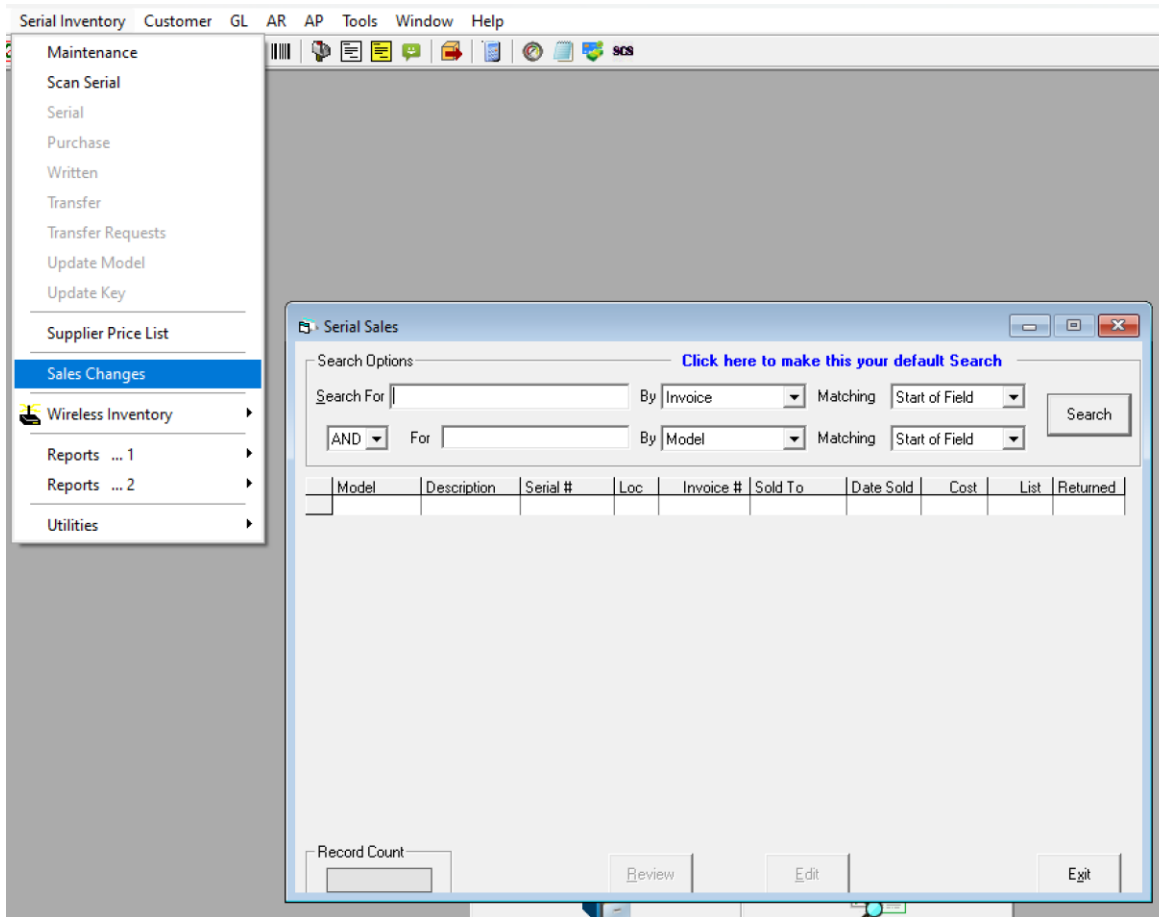 Serial Inventory Customer GL AR AP Tools Window Help
SCS
Maintenance
Scan Serial
Serial
Purchase
Written
Transfer
Transfer Requests
Update Model
Update Key
Supplier Price List
Sales Changes
Wireless Inventory
Reports ... 1
Reports ... 2
Utilities
Serial Sales
Search Options Click here to make this your default Search
Search For By Invoice Matching Start of Field
Search
AND For By Model Matching Start of Field
Model Description Serial # Loc Invoice # Sold To Date Sold Cost List Returned
Record Count
Review Edit Exit